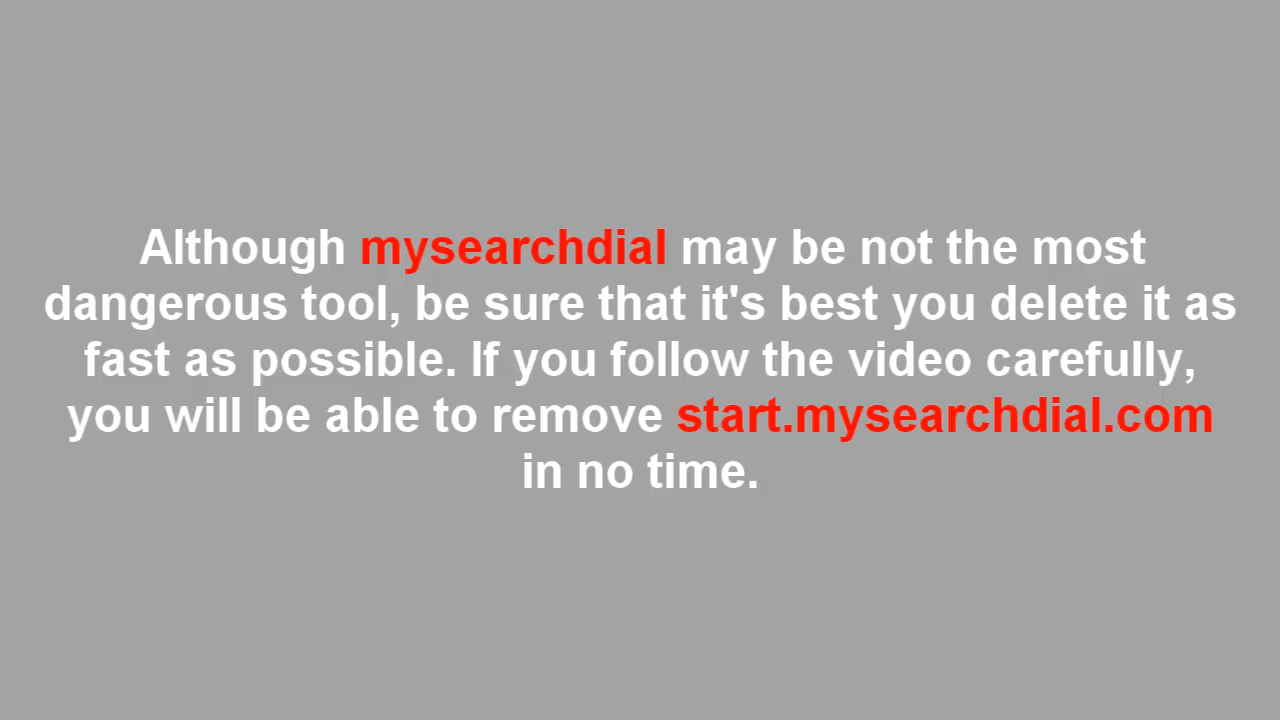 Although mysearchdial may be not the most
dangerous tool, be sure that it's best you delete it as
fast as possible. If you follow the video carefully,
you will be able to remove start.mysearchdial.com
in no time.